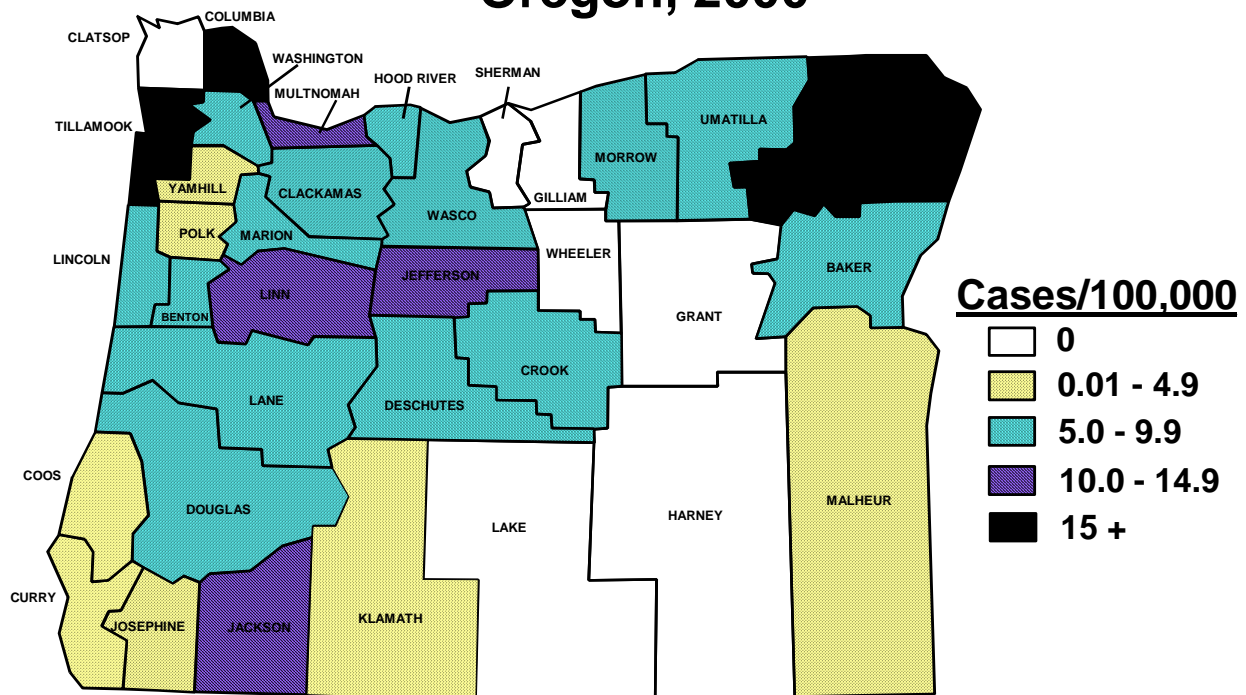 COLUMBIA
CLATSOP
WASHINGTON
HOOD RIVER
SHERMAN
MULTNOMAH
TILLAMOOK
UMATILLA
MORROW
YAMHILL
CLACKAMAS
GILLIAM
WASCO
POLK
MARION
WHEELER
LINCOLN
BAKER
JEFFERSON
LINN
BENTON
GRANT
CROOK
LANE
DESCHUTES
COOS
DOUGLAS
MALHEUR
HARNEY
LAKE
CURRY
JOSEPHINE
JACKSON
KLAMATH
Cases/100,000
0
0.01 - 4.9
5.0 - 9.9
10.0 - 14.9
15 +